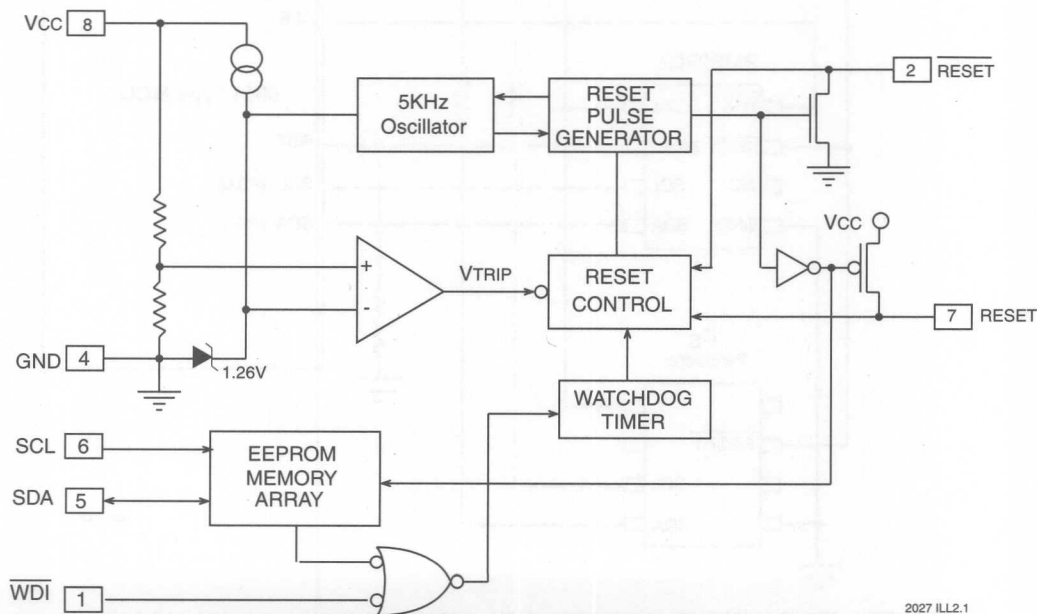 VCC 8
5KHz
Oscillator
RESET
PULSE
GENERATOR
2 RESET
VCC
+
-
VTRIP
RESET
CONTROL
7 RESET
GND 4
1.26V
WATCHDOG
TIMER
SCL 6
SDA 5
EEPROM
MEMORY
ARRAY
WDI 1
2027 ILL2.1